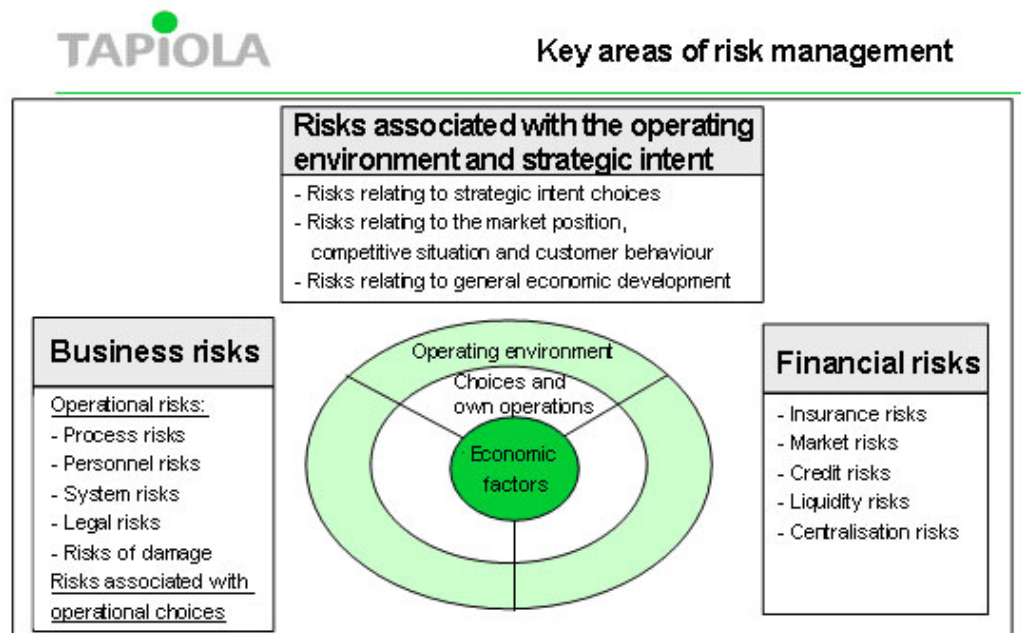 TAPIOLA
Key areas of risk management
Risks associated with the operating
environment and strategic intent
- Risks relating to strategic intent choices
- Risks relating to the market position,
competitive situation and customer behaviour
- Risks relating to general economic development
Business risks
Operational risks:
- Process risks
- Personnel risks
- System risks
- Legal risks
- Risks of damage
Risks associated with
operational choices
Operating environment
Choices and
own operations
Economic
factors
Financial risks
- Insurance risks
- Market risks
- Credit risks
- Liquidity risks
- Centralisation risks